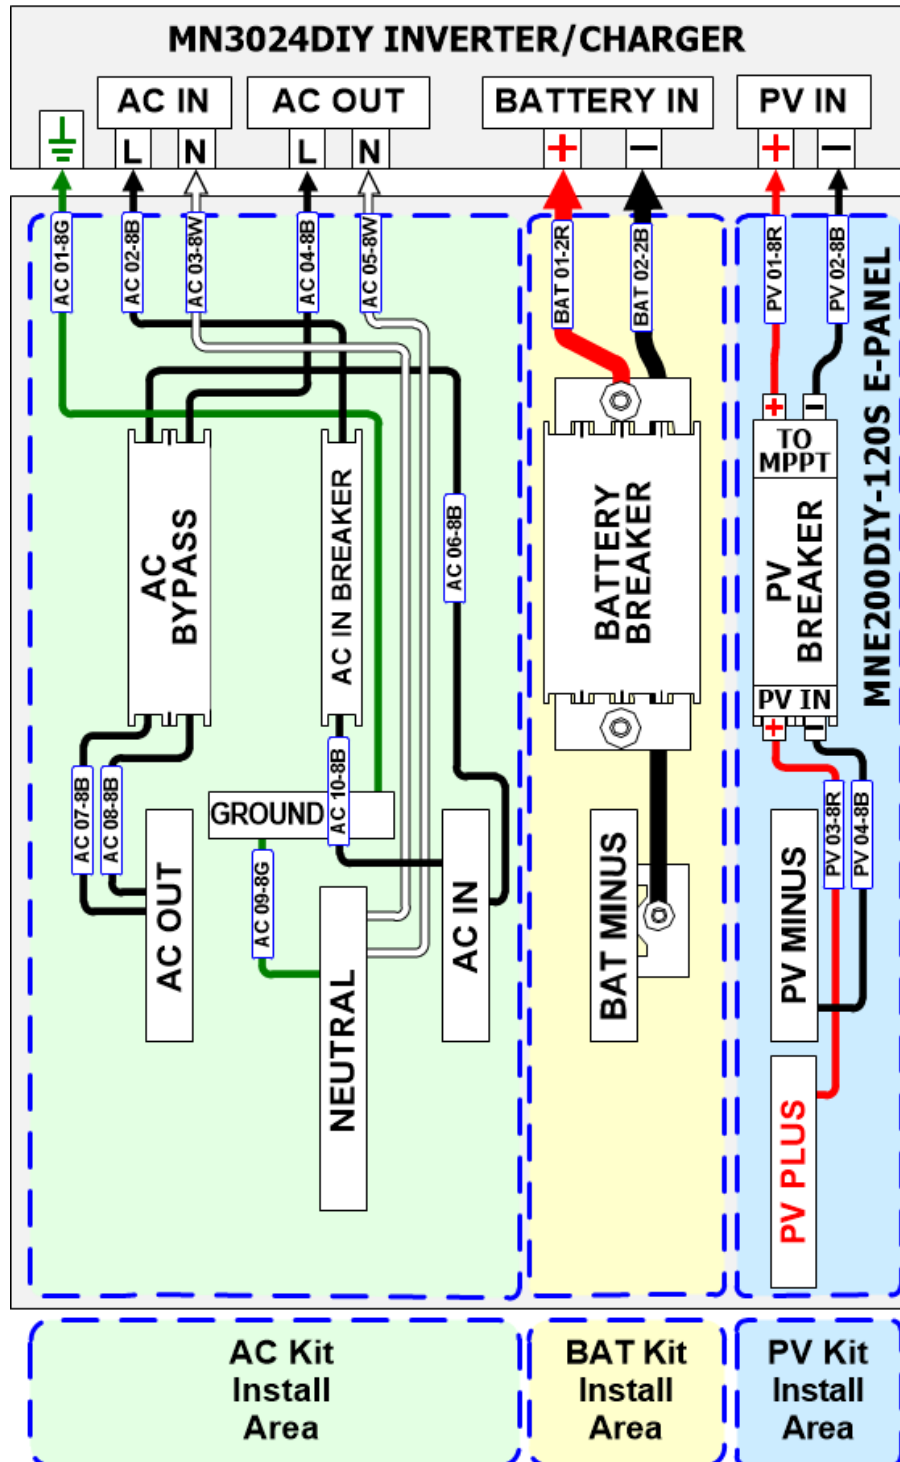 MN3024DIY INVERTER/CHARGER
AC IN
AC OUT
BATTERY IN
PV IN
L
N
L
N
+
−
+
−
AC 01-8G
AC 02-8B
AC 03-8W
AC 04-8B
AC 05-8W
BAT 01-2R
BAT 02-2B
PV 01-8R
PV 02-8B
MNE200DIY-120S E-PANEL
+
−
TO
MPPT
AC
BYPASS
AC IN BREAKER
AC 06-8B
BATTERY
BREAKER
PV
BREAKER
PV IN
+
−
AC 07-8B
AC 08-8B
AC 10-8B
GROUND
AC 09-8G
AC OUT
NEUTRAL
AC IN
BAT MINUS
PV MINUS
PV 03-8R
PV 04-8B
PV PLUS
AC Kit
Install
Area
BAT Kit
Install
Area
PV Kit
Install
Area